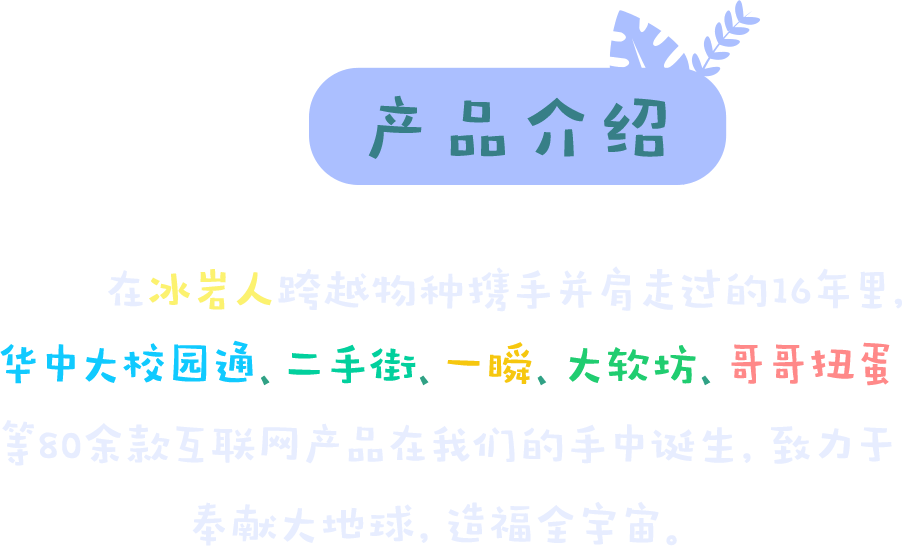 产品介绍
在冰岩人跨越物种携手并肩走过的16年里,
华中大校园通、二手街、一瞬、大软坊、哥哥扭蛋
等80余款互联网产品在我们的手中诞生, 致力于
奉献大地球, 造福全宇宙。